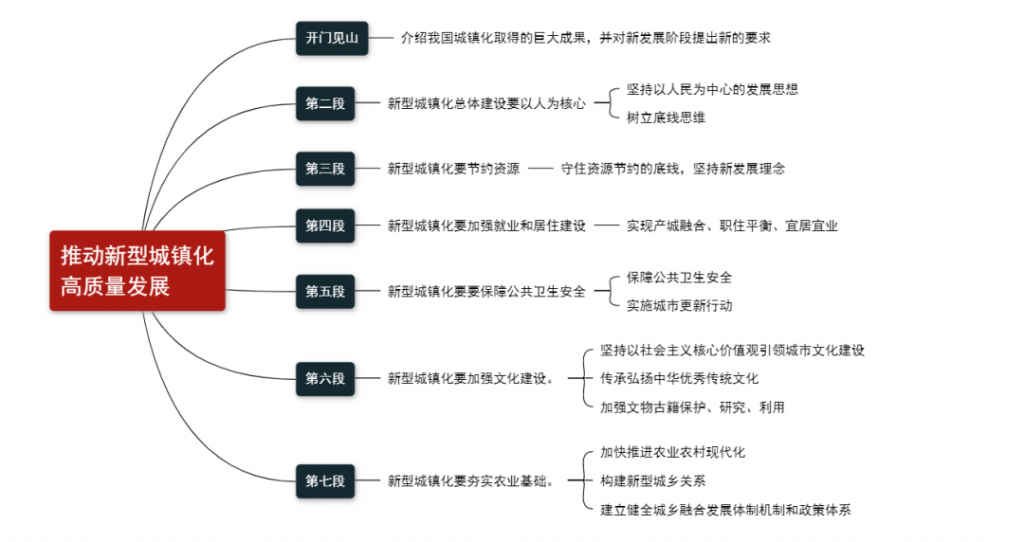 推动新型城镇化
高质量发展
开门见山
介绍我国城镇化取得的巨大成果，并对新发展阶段提出新的要求
第二段
新型城镇化总体建设要以人为核心
坚持以人民为中心的发展思想
树立底线思维
第三段
新型城镇化要节约资源
守住资源节约的底线，坚持新发展理念
第四段
新型城镇化要加强就业和居住建设
实现产城融合、职住平衡、宜居宜业
第五段
新型城镇化要要保障公共卫生安全
保障公共卫生安全
实施城市更新行动
第六段
新型城镇化要加强文化建设。
坚持以社会主义核心价值观引领城市文化建设
传承弘扬中华优秀传统文化
加强文物古籍保护、研究、利用
第七段
新型城镇化要夯实农业基础。
加快推进农业农村现代化
构建新型城乡关系
建立健全城乡融合发展体制机制和政策体系